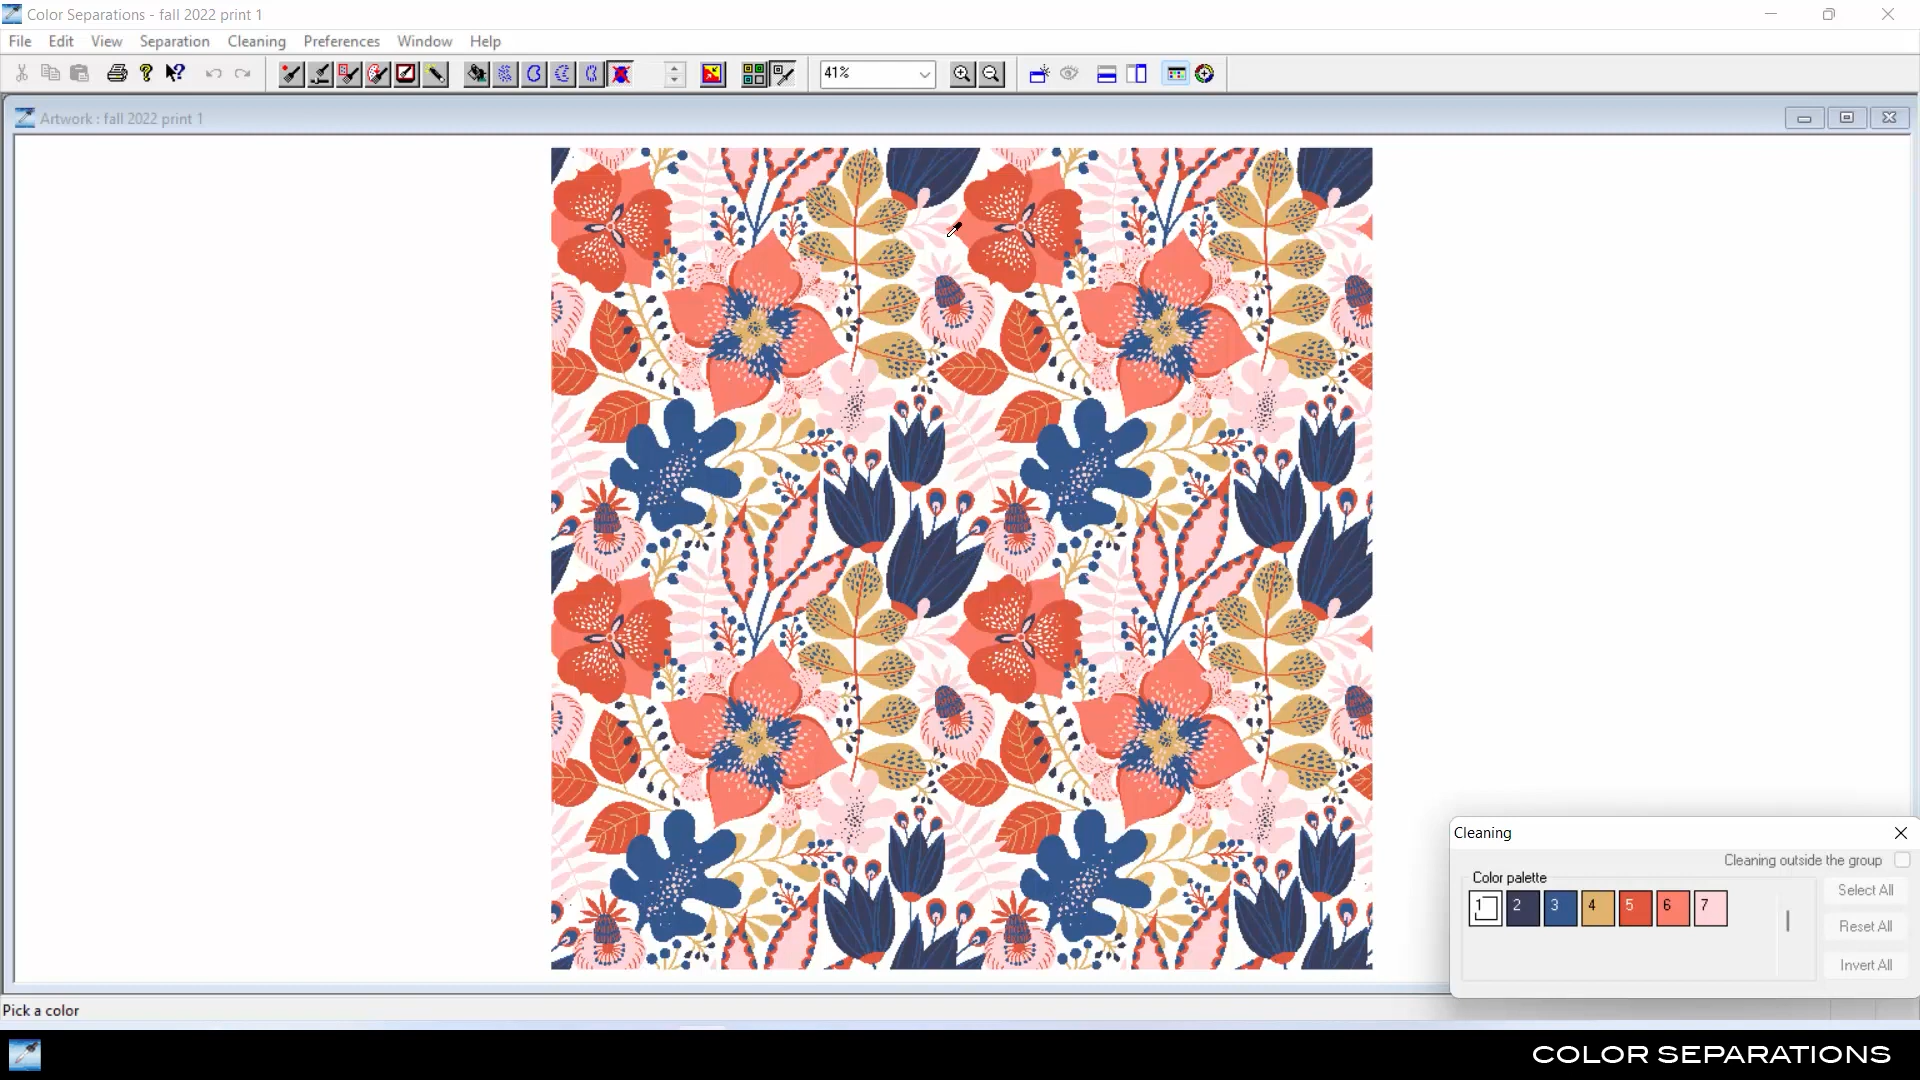 Color Separations - fall 2022 print 1
File Edit View Separation Cleaning Preferences Window Help
41%
Artwork : fall 2022 print 1
Cleaning
Cleaning outside the group
Color palette
Select All
1 2 3 4 5 6 7
Reset All
Invert All
Pick a color
COLOR SEPARATIONS